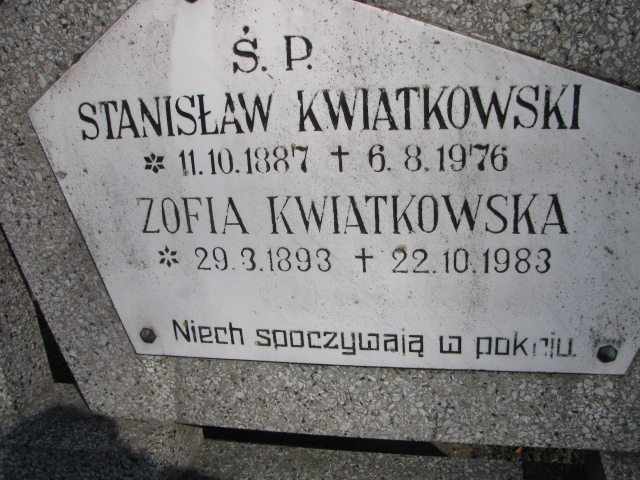 Ś. P.
STANISŁAW KWIATKOWSKI
* 11.10.1887 + 6.8.1976
ZOFIA KWIATKOWSKA
* 29.3.1893 + 22.10.1983
Niech spoczywają w pokoju.